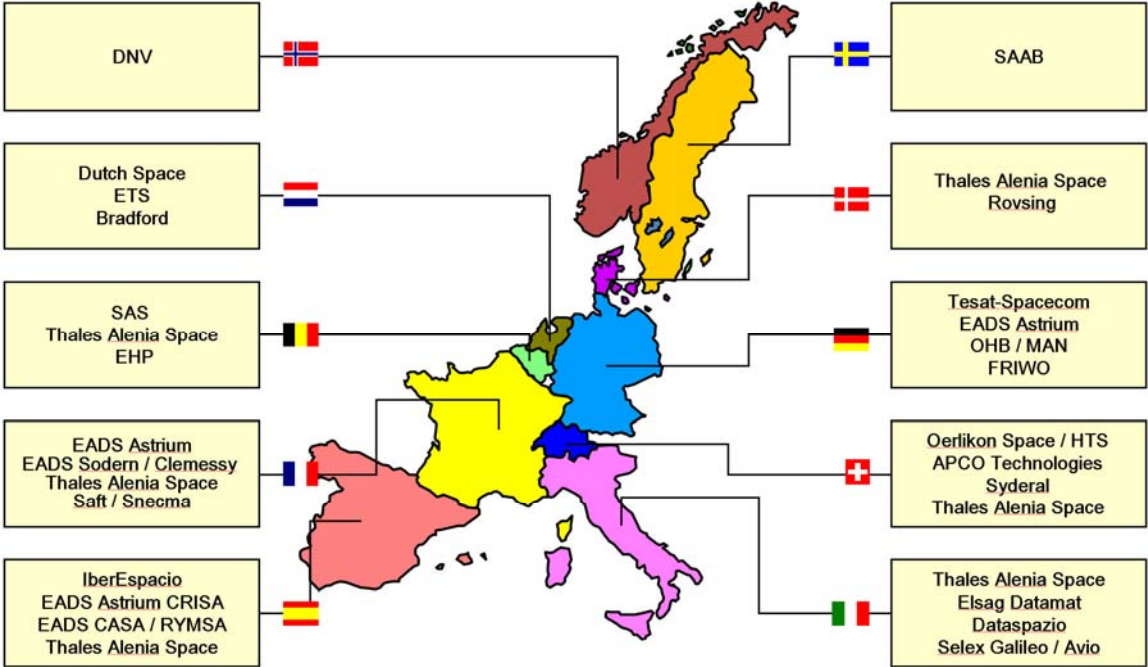 DNV
SAAB
Dutch Space
ETS
Bradford
Thales Alenia Space
Rovsing
SAS
Thales Alenia Space
EHP
Tesat-Spacecom
EADS Astrium
OHB / MAN
FRIWO
EADS Astrium
EADS Sodern / Clemessy
Thales Alenia Space
Saft / Snecma
Oerlikon Space / HTS
APCO Technologies
Syderal
Thales Alenia Space
IberEspacio
EADS Astrium CRISA
EADS CASA / RYMSA
Thales Alenia Space
Thales Alenia Space
Elsag Datamat
Dataspazio
Selex Galileo / Avio